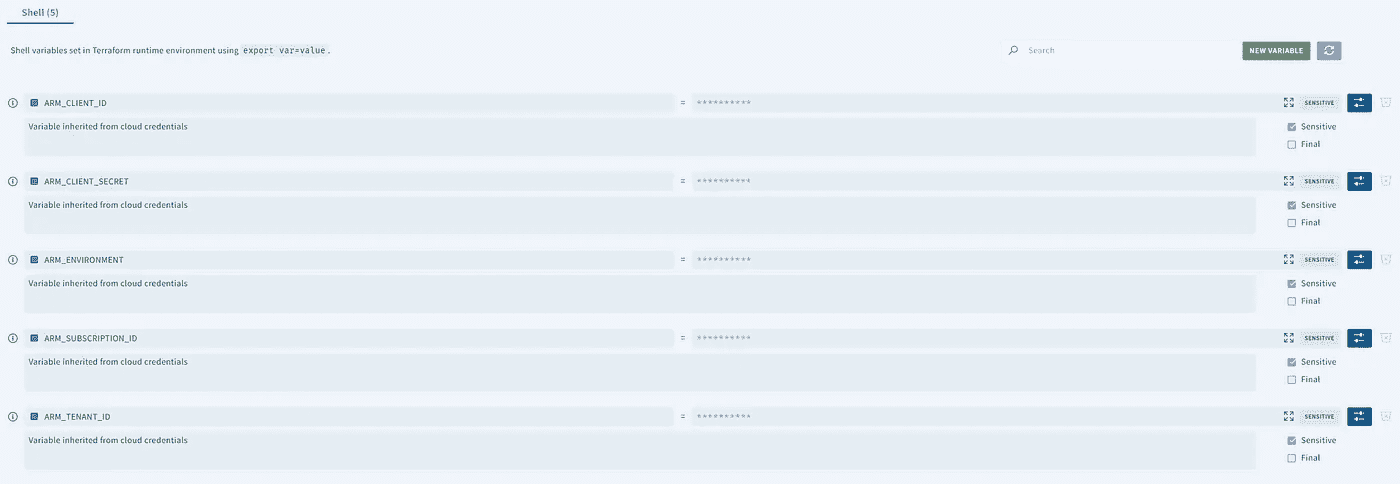 Shell (5)
Shell variables set in Terraform runtime environment using export var=value.
Search
NEW VARIABLE
ARM_CLIENT_ID = ********** SENSITIVE
Variable inherited from cloud credentials
Sensitive
Final
ARM_CLIENT_SECRET = ********** SENSITIVE
Variable inherited from cloud credentials
Sensitive
Final
ARM_ENVIRONMENT = ********** SENSITIVE
Variable inherited from cloud credentials
Sensitive
Final
ARM_SUBSCRIPTION_ID = ********** SENSITIVE
Variable inherited from cloud credentials
Sensitive
Final
ARM_TENANT_ID = ********** SENSITIVE
Variable inherited from cloud credentials
Sensitive
Final